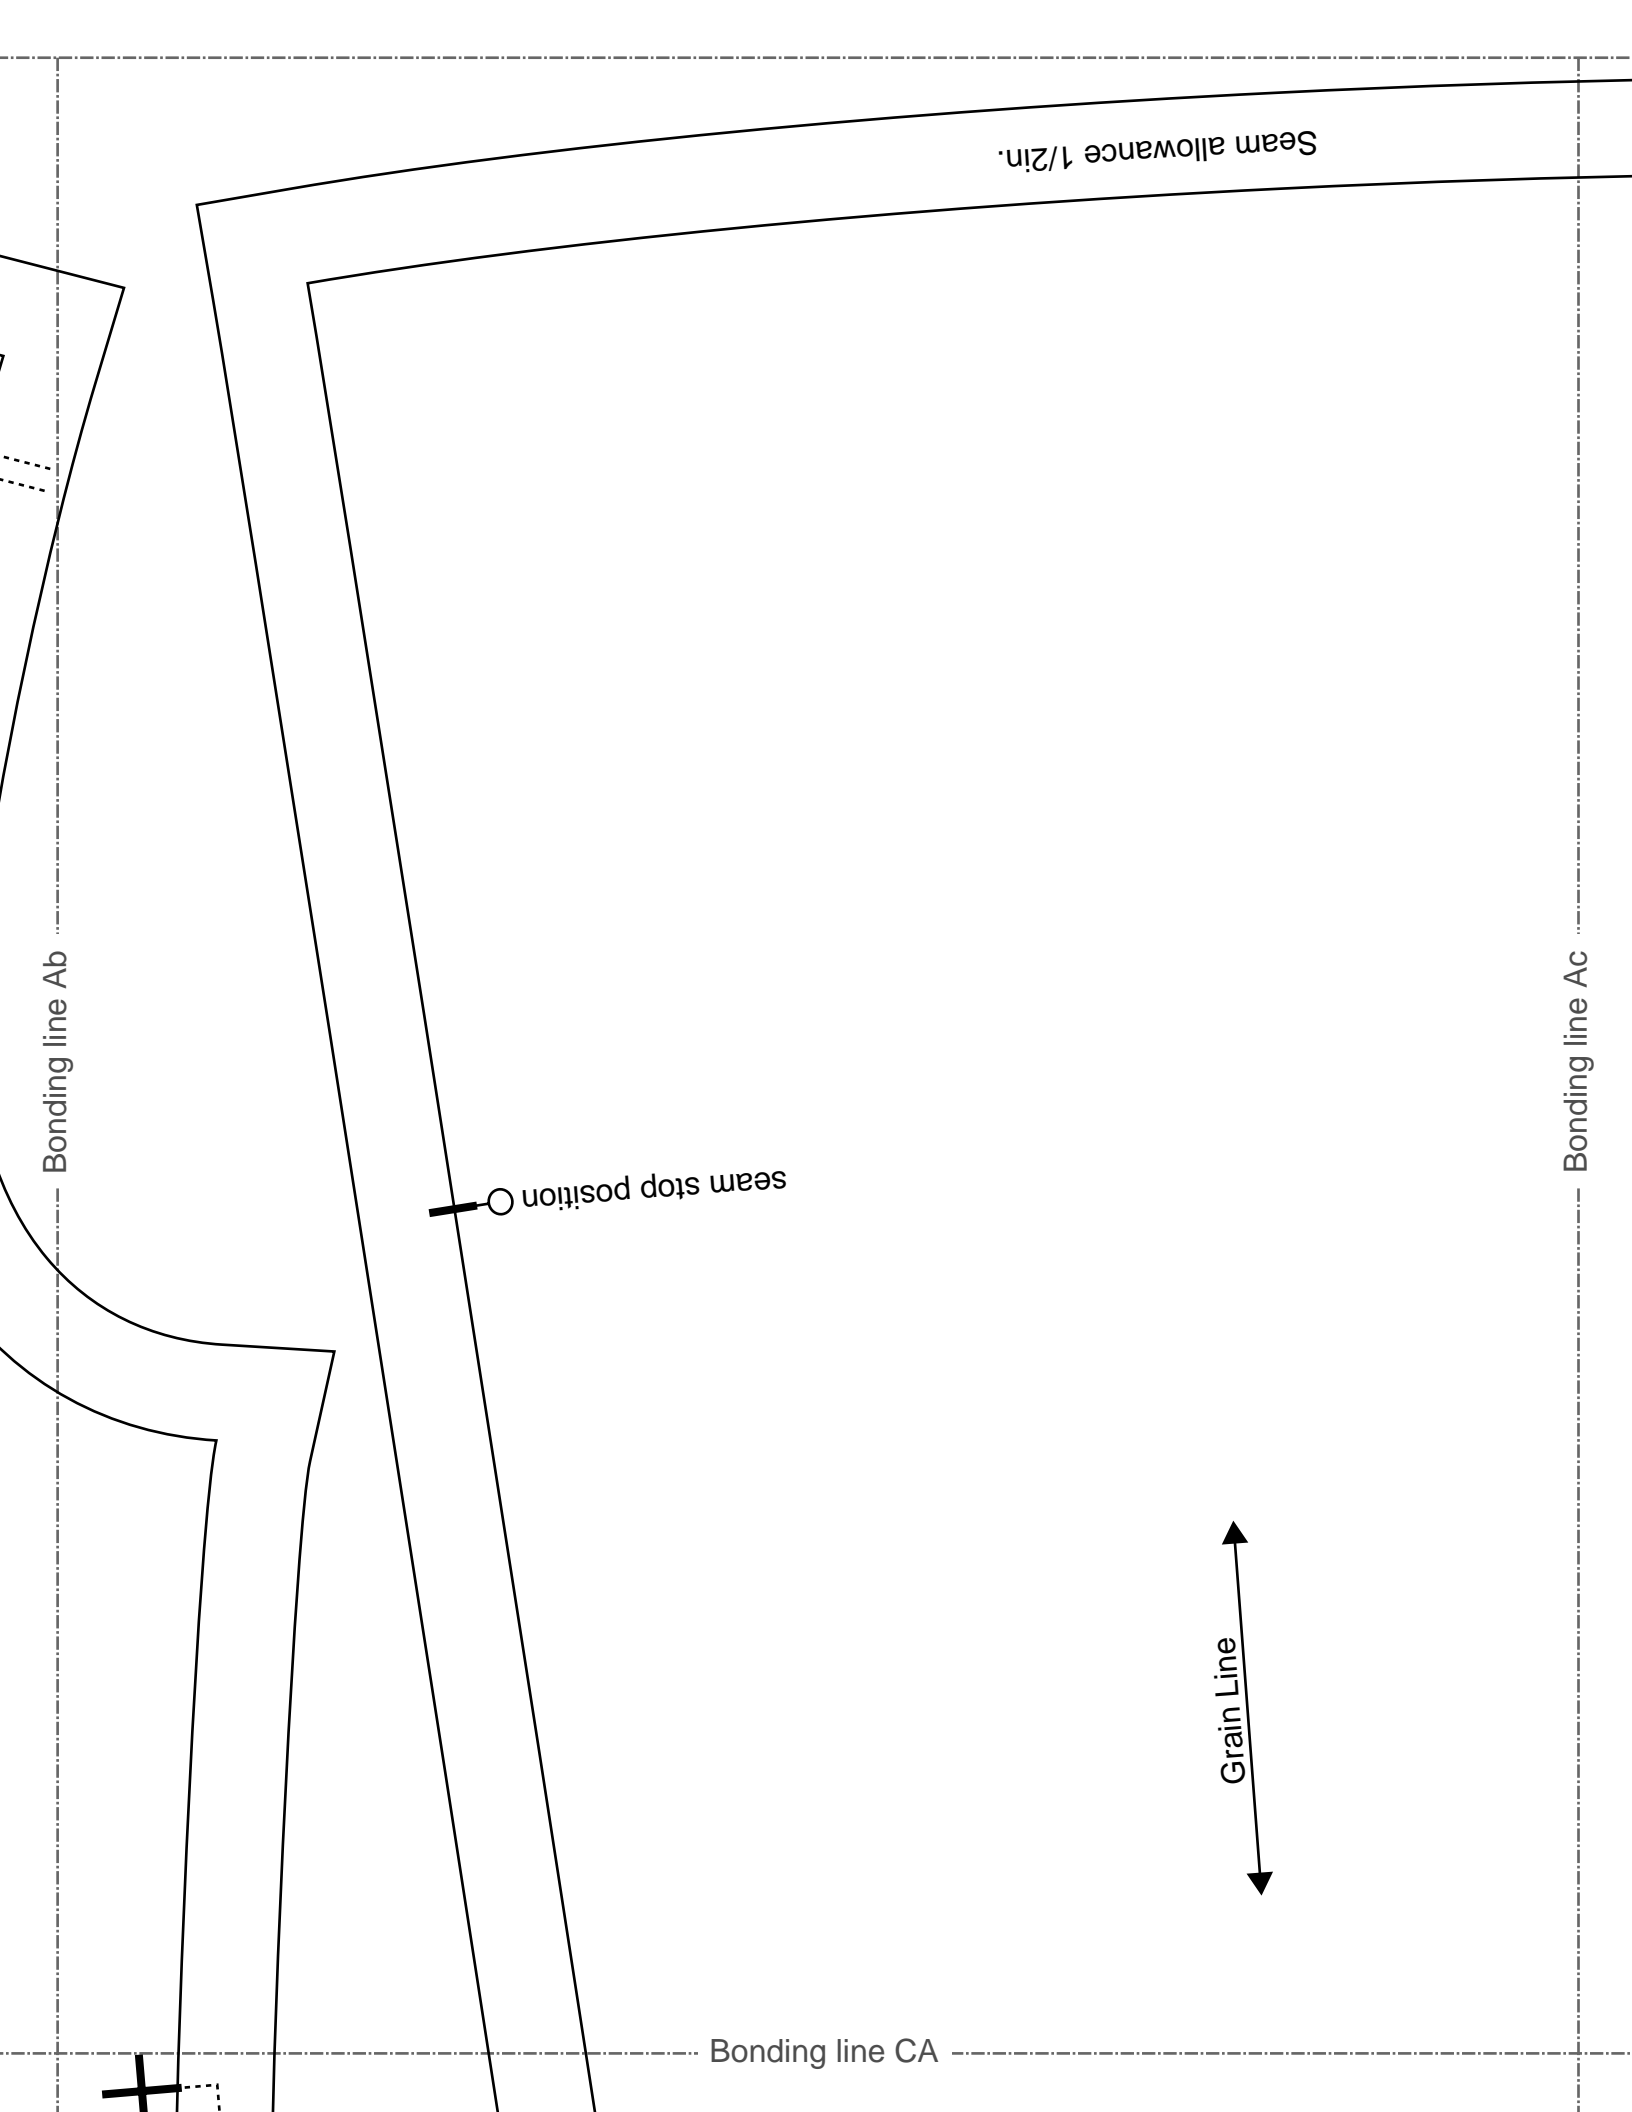 Seam allowance 1/2in.
Bonding line Ab
Bonding line Ac
seam stop position
Grain Line
Bonding line CA